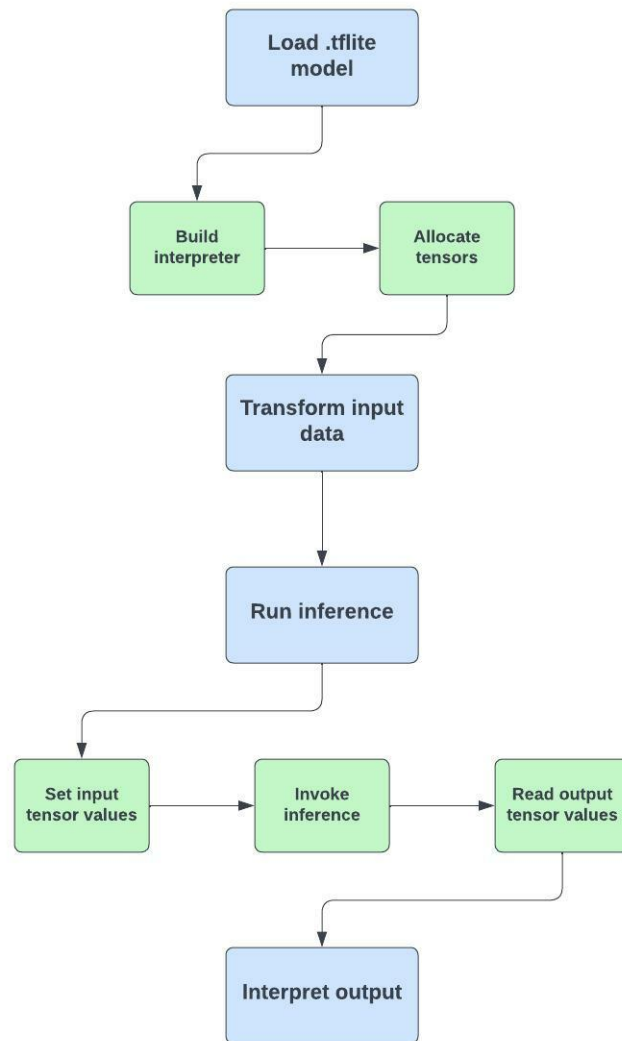 Load .tflite
model
Build
interpreter
Allocate
tensors
Transform input
data
Run inference
Set input
tensor values
Invoke
inference
Read output
tensor values
Interpret output